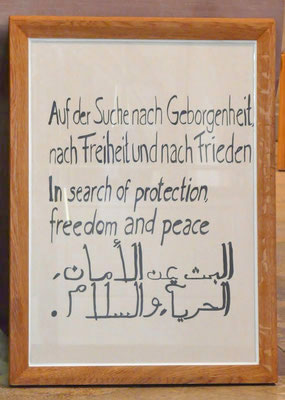 Auf der Suche nach Geborgenheit,
nach Freiheit und nach Frieden
In search of protection,
freedom and peace
البحث عن الأمان،
الحرياع والسلام.